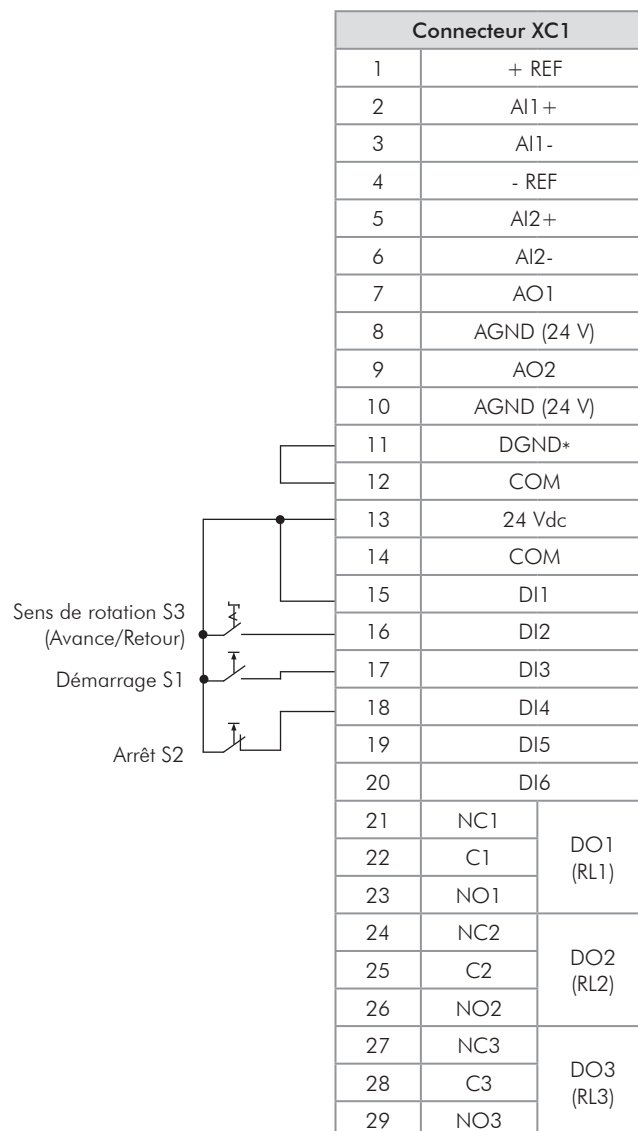 Connecteur XC1
1 + REF
2 AI1+
3 AI1-
4 - REF
5 AI2+
6 AI2-
7 AO1
8 AGND (24 V)
9 AO2
10 AGND (24 V)
11 DGND*
12 COM
13 24 Vdc
14 COM
15 DI1
Sens de rotation S3
(Avance/Retour)
16 DI2
Démarrage S1
17 DI3
18 DI4
Arrêt S2
19 DI5
20 DI6
21 NC1
22 C1
23 NO1
DO1
(RL1)
24 NC2
25 C2
26 NO2
DO2
(RL2)
27 NC3
28 C3
29 NO3
DO3
(RL3)